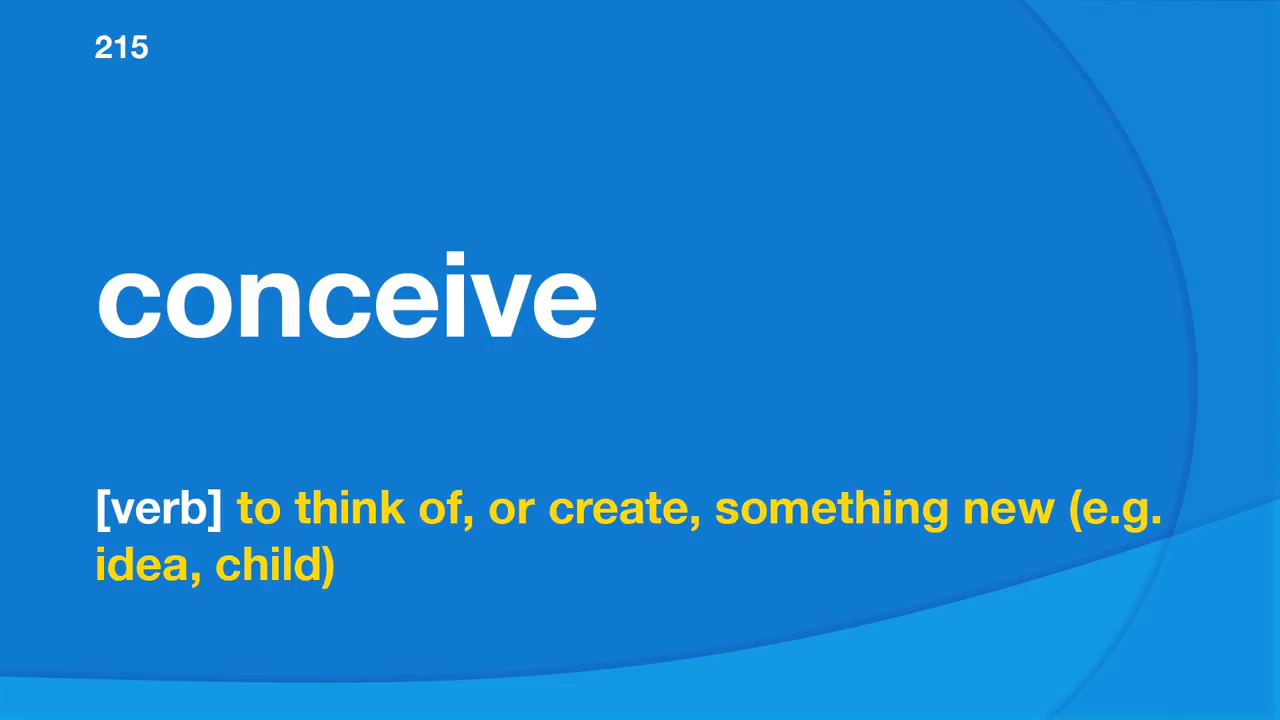 215
conceive
[verb] to think of, or create, something new (e.g.
idea, child)